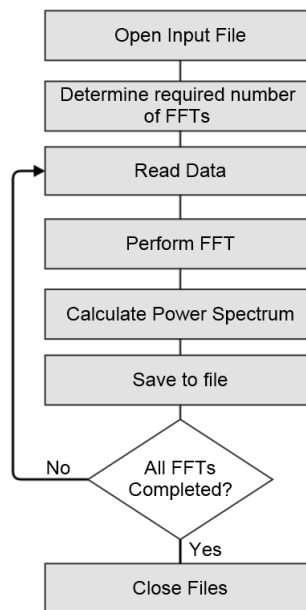 Open Input File
Determine required number
of FFTs
Read Data
Perform FFT
Calculate Power Spectrum
Save to file
No
All FFTs
Completed?
Yes
Close Files